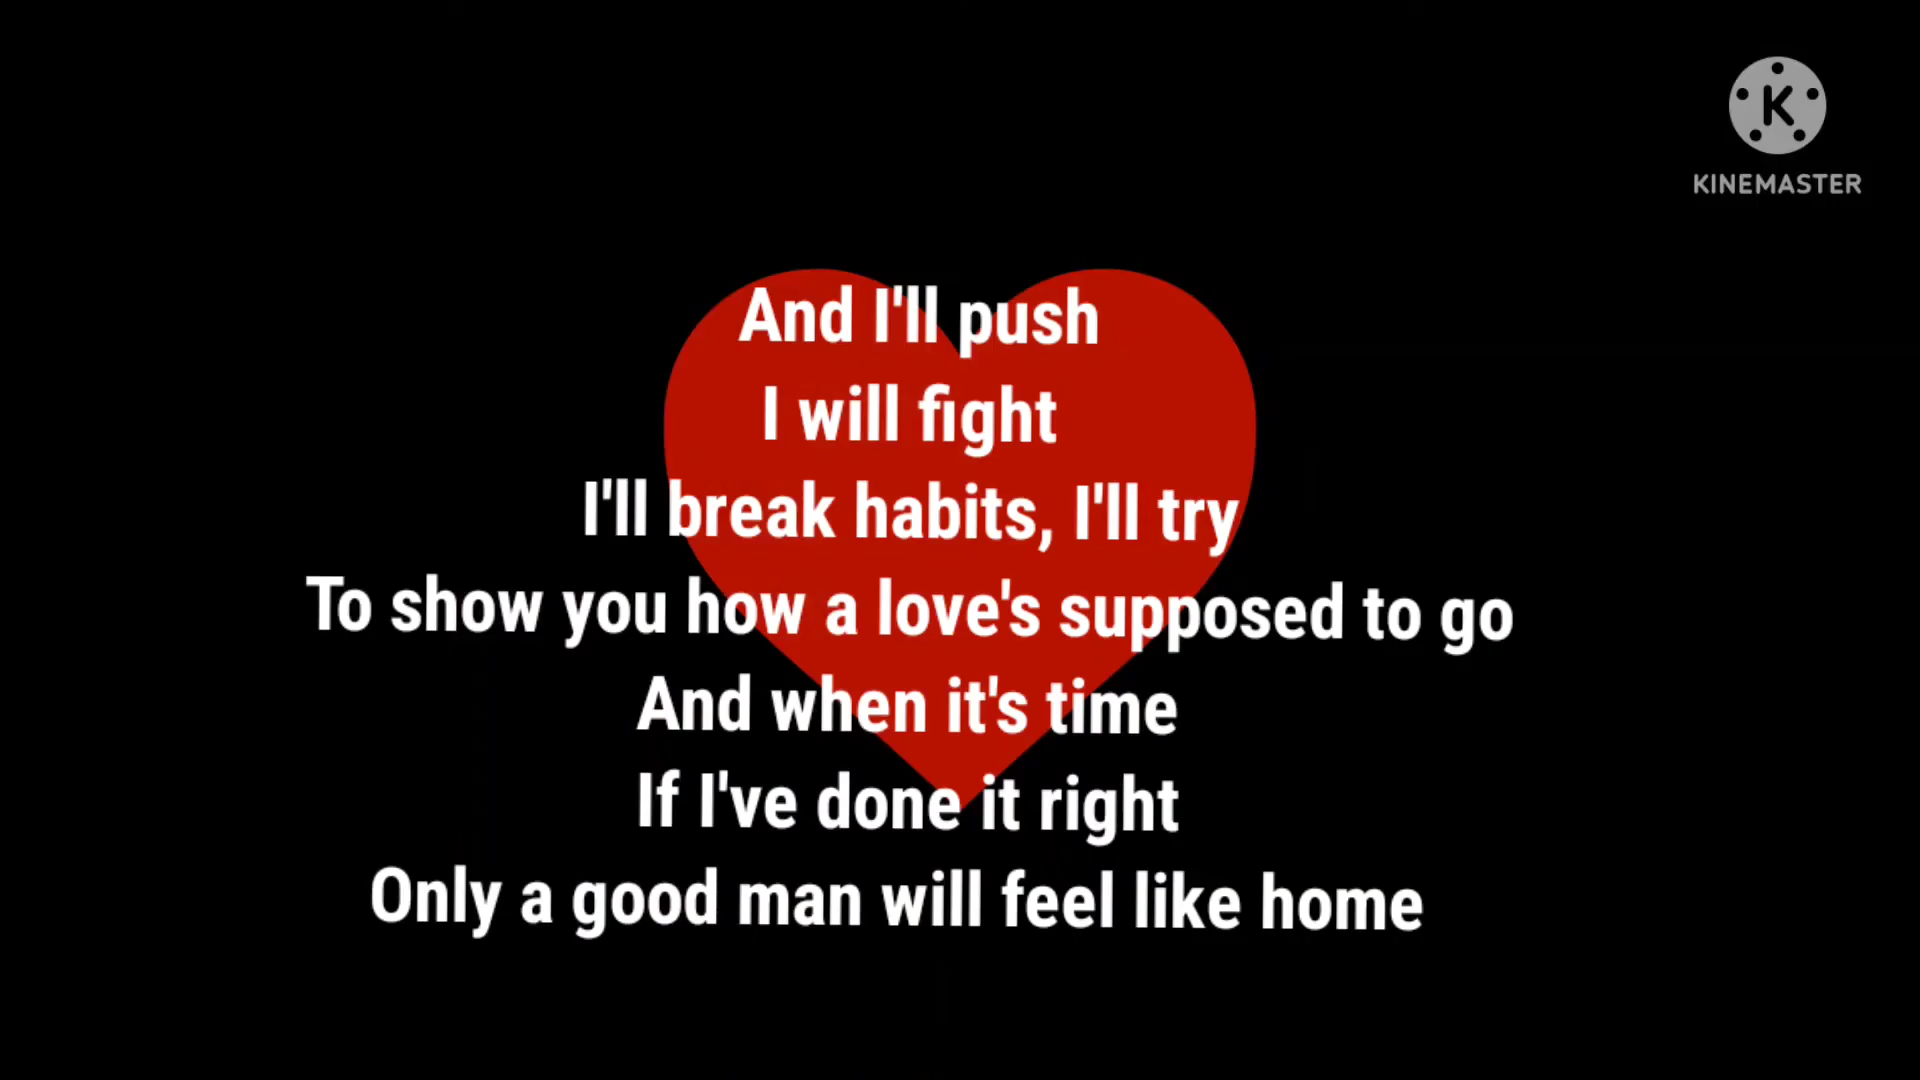 K
KINEMASTER
And I'll push
I will fight
I'll break habits, I'll try
To show you how a love's supposed to go
And when it's time
If I've done it right
Only a good man will feel like home